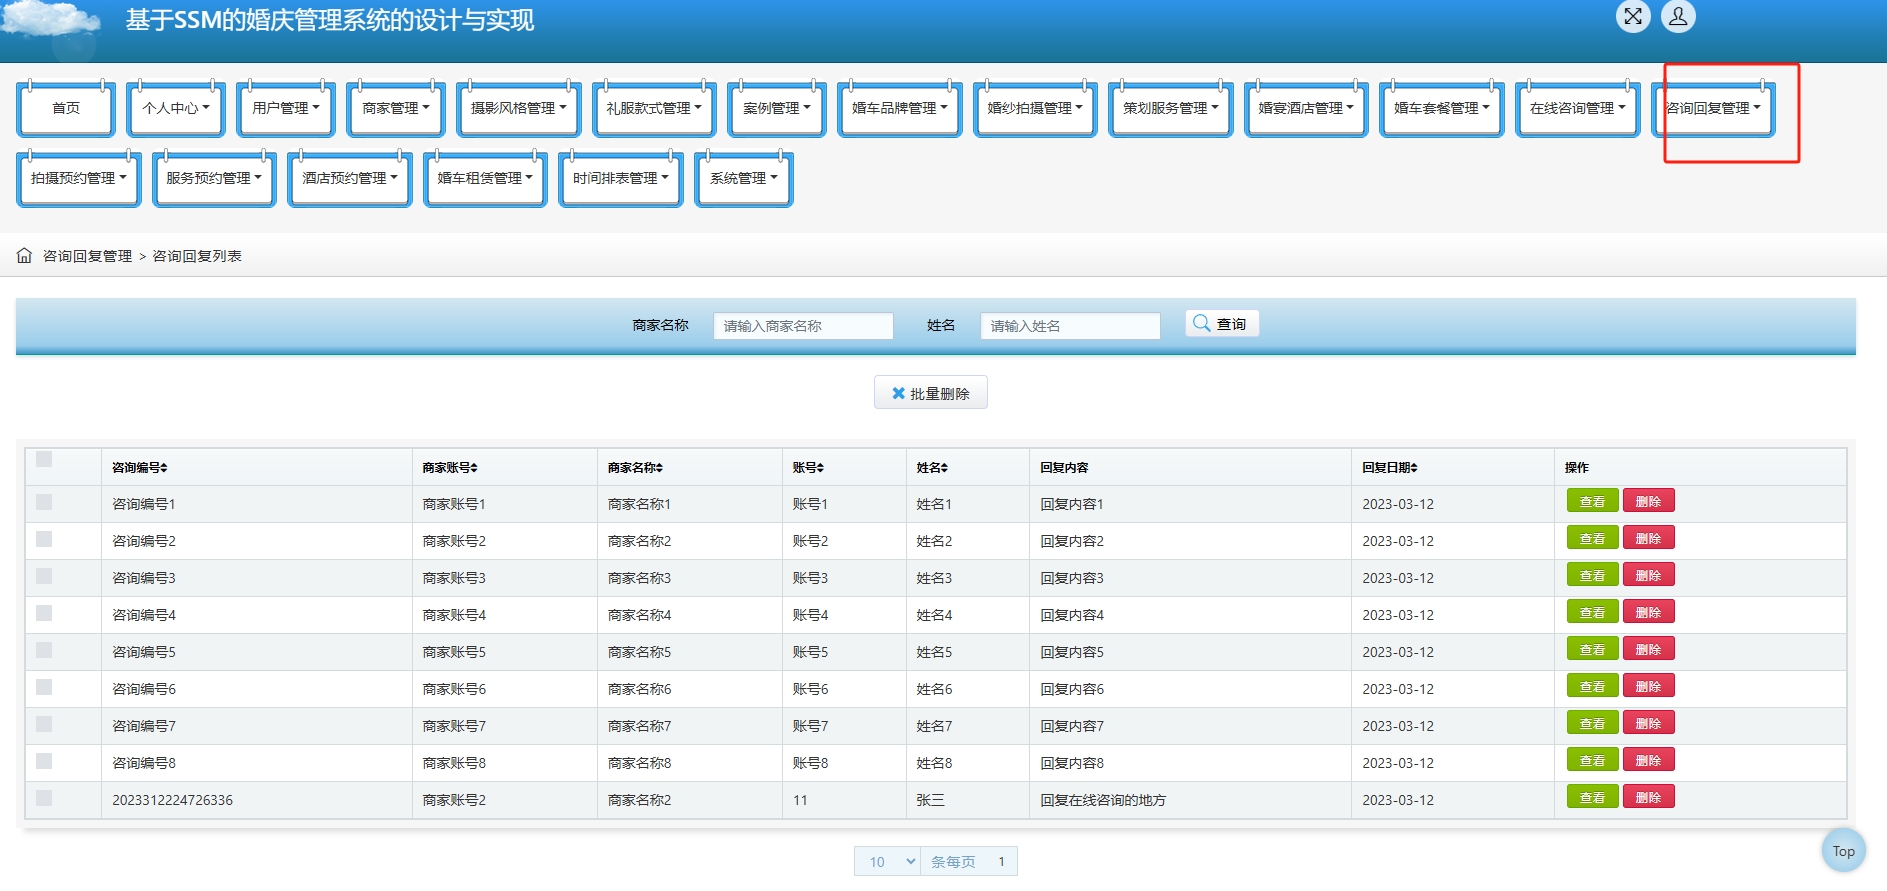 基于SSM的婚庆管理系统的设计与实现
首页 个人中心 用户管理 商家管理 摄影风格管理 礼服款式管理 案例管理 婚车品牌管理 婚纱拍摄管理 策划服务管理 婚宴酒店管理 婚车套餐管理 在线咨询管理 咨询回复管理
拍摄预约管理 服务预约管理 酒店预约管理 婚车租赁管理 时间排表管理 系统管理
咨询回复管理 > 咨询回复列表
商家名称 请输入商家名称 姓名 请输入姓名 查询
批量删除
咨询编号 商家账号 商家名称 账号 姓名 回复内容 回复日期 操作
咨询编号1 商家账号1 商家名称1 账号1 姓名1 回复内容1 2023-03-12 查看 删除
咨询编号2 商家账号2 商家名称2 账号2 姓名2 回复内容2 2023-03-12 查看 删除
咨询编号3 商家账号3 商家名称3 账号3 姓名3 回复内容3 2023-03-12 查看 删除
咨询编号4 商家账号4 商家名称4 账号4 姓名4 回复内容4 2023-03-12 查看 删除
咨询编号5 商家账号5 商家名称5 账号5 姓名5 回复内容5 2023-03-12 查看 删除
咨询编号6 商家账号6 商家名称6 账号6 姓名6 回复内容6 2023-03-12 查看 删除
咨询编号7 商家账号7 商家名称7 账号7 姓名7 回复内容7 2023-03-12 查看 删除
咨询编号8 商家账号8 商家名称8 账号8 姓名8 回复内容8 2023-03-12 查看 删除
2023312224726336 商家账号2 商家名称2 11 张三 回复在线咨询的地方 2023-03-12 查看 删除
Top
10 条每页 1